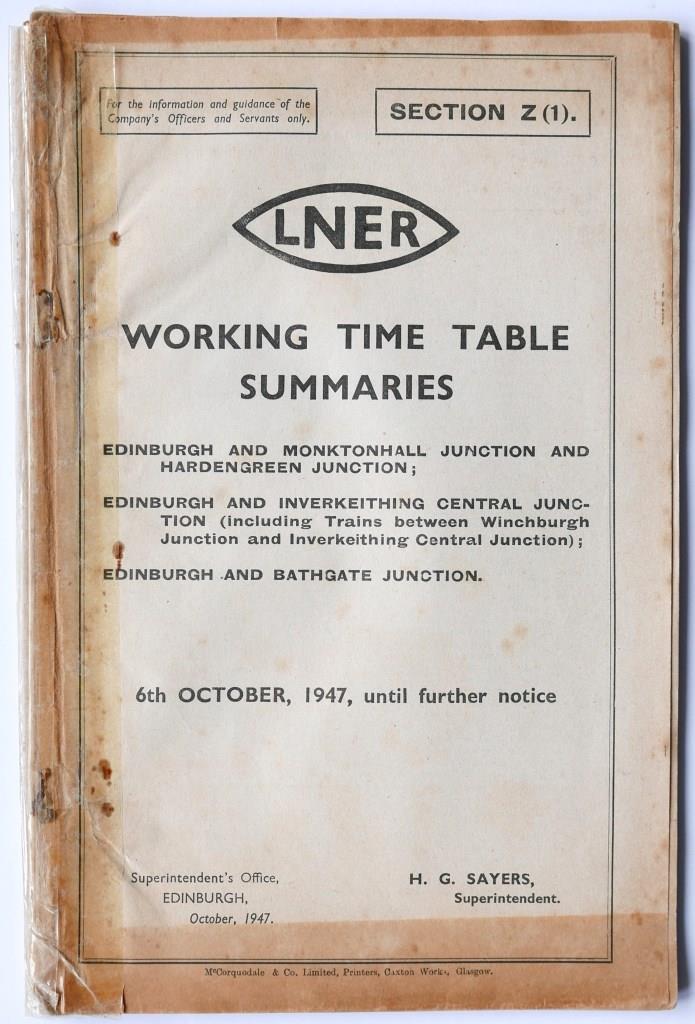 For the information and guidance of the
Company's Officers and Servants only.
SECTION Z (1).
LNER
WORKING TIME TABLE
SUMMARIES
EDINBURGH AND MONKTONHALL JUNCTION AND
HARDENGREEN JUNCTION;
EDINBURGH AND INVERKEITHING CENTRAL JUNC-
TION (including Trains between Winchburgh
Junction and Inverkeithing Central Junction);
EDINBURGH AND BATHGATE JUNCTION.
6th OCTOBER, 1947, until further notice
Superintendent's Office,
EDINBURGH,
October, 1947.
H. G. SAYERS,
Superintendent.
McCorquodale & Co. Limited, Printers, Caxton Works, Glasgow.